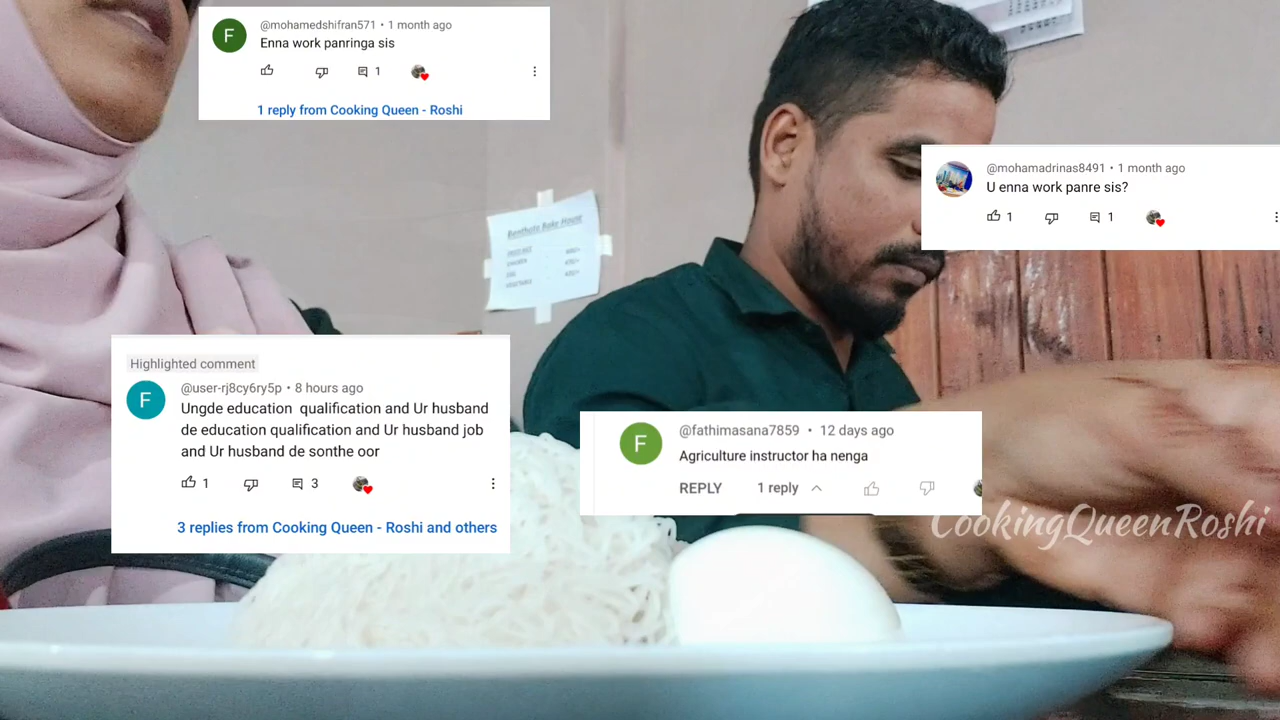 @mohamedshifran571 • 1 month ago
Enna work panringa sis
1
1 reply from Cooking Queen - Roshi
@mohamadrinas8491 • 1 month ago
U enna work panre sis?
1 1
Benthota Bake House
Highlighted comment
@user-rj8cy6ry5p • 8 hours ago
Ungde education qualification and Ur husband
de education qualification and Ur husband job
and Ur husband de sonthe oor
1 3
3 replies from Cooking Queen - Roshi and others
@fathimasana7859 • 12 days ago
Agriculture instructor ha nenga
REPLY 1 reply
CookingQueenRoshi
F
F
F